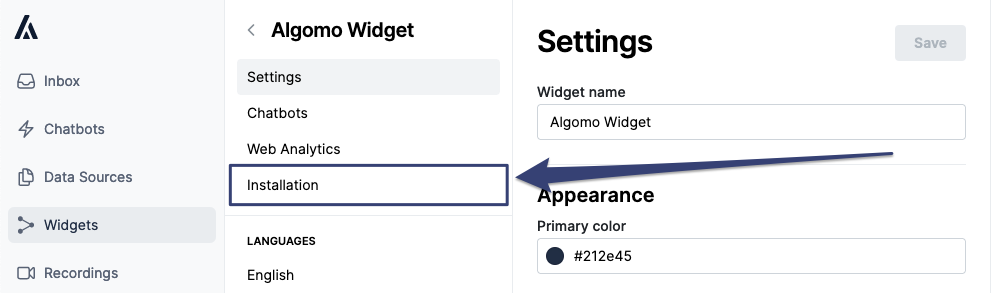 Inbox
Chatbots
Data Sources
Widgets
Recordings
Algomo Widget
Settings
Chatbots
Web Analytics
Installation
LANGUAGES
English
Settings
Save
Widget name
Algomo Widget
Appearance
Primary color
#212e45